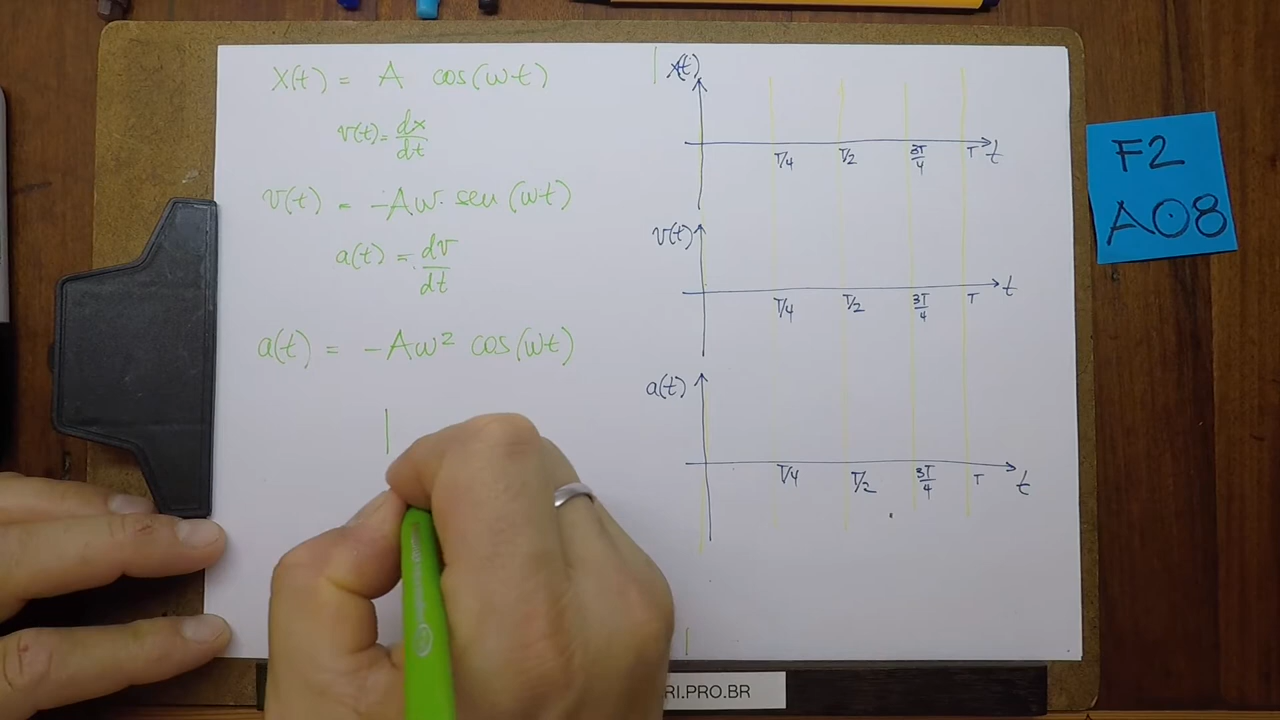 x(t) = A cos(ωt)
v(t) = dx/dt
v(t) = -Aω · sen(ωt)
a(t) = dv/dt
a(t) = -Aω² cos(ωt)
x(t)
T/4 T/2 3T/4 T t
v(t)
T/4 T/2 3T/4 T t
a(t)
T/4 T/2 3T/4 T t
F2
A08
RI.PRO.BR